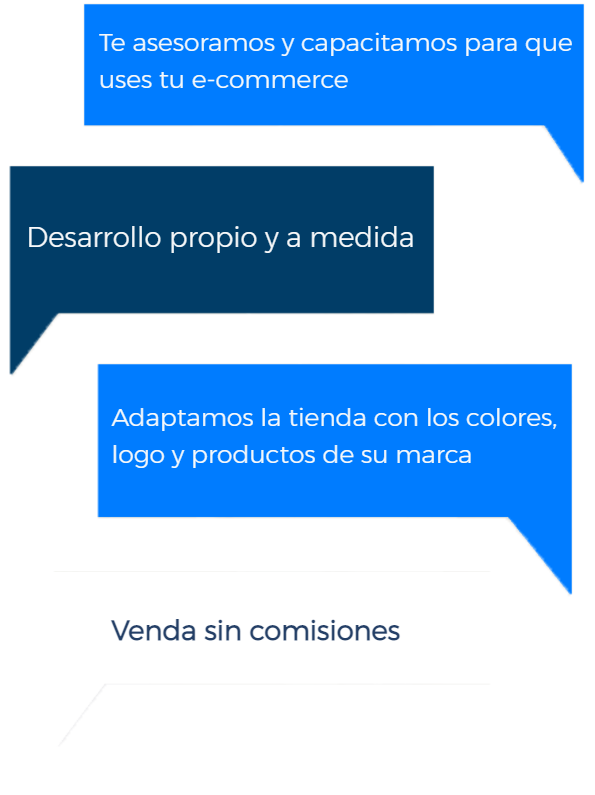 Te asesoramos y capacitamos para que
uses tu e-commerce
Desarrollo propio y a medida
Adaptamos la tienda con los colores,
logo y productos de su marca
Venda sin comisiones